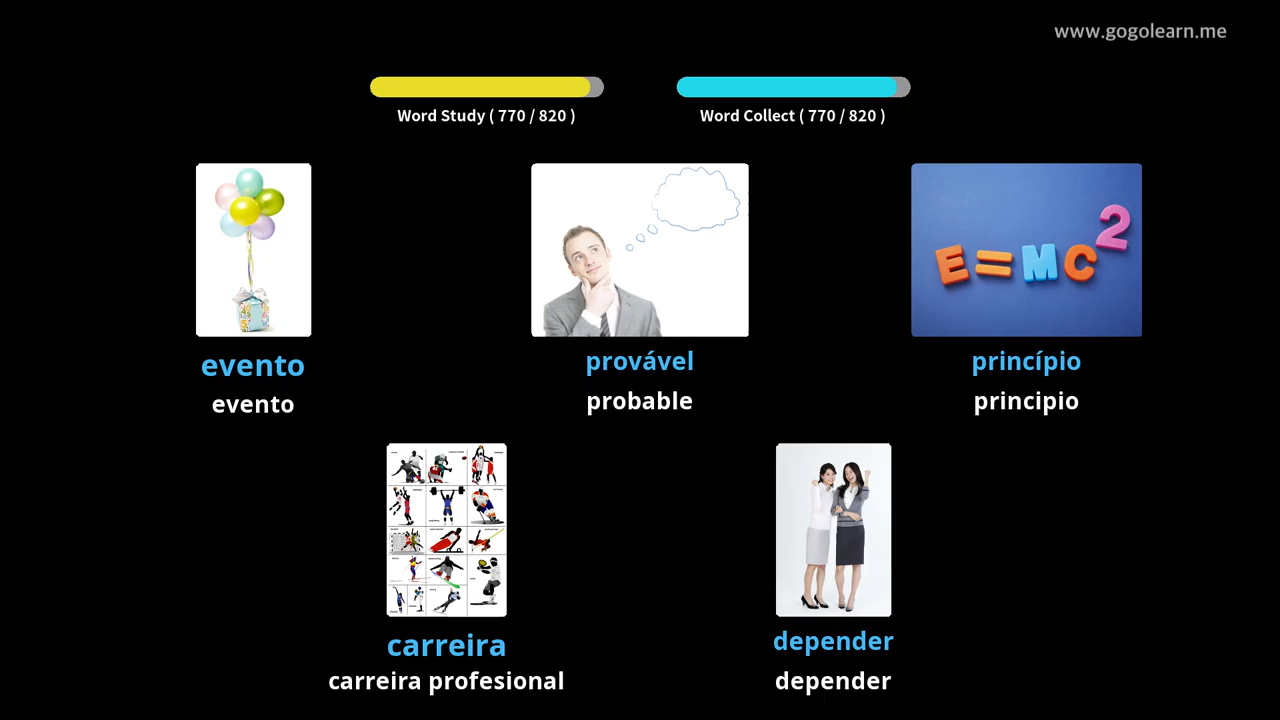 www.gogolearn.me
Word Study ( 770 / 820 )
Word Collect ( 770 / 820 )
E=MC2
evento
evento
provável
probable
princípio
principio
carreira
carreira profesional
depender
depender